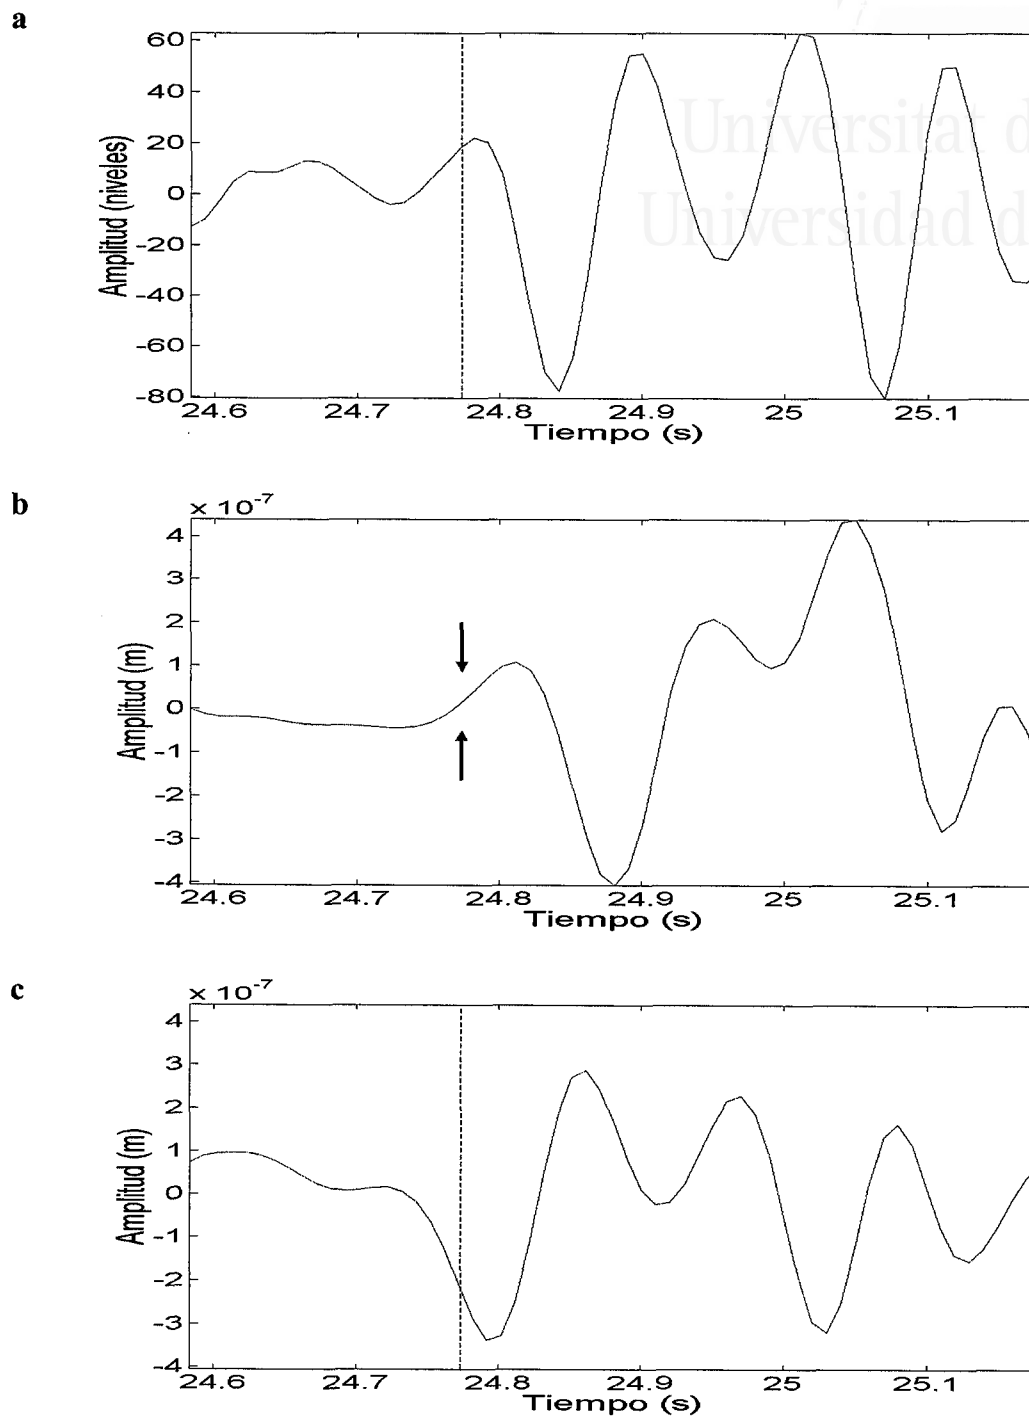 a
60
40
20
0
-20
-40
-60
-80
Amplitud (niveles)
24.6 24.7 24.8 24.9 25 25.1
Tiempo (s)
Universitat d
Universidad d
b
x 10-7
4
3
2
1
0
-1
-2
-3
-4
Amplitud (m)
24.6 24.7 24.8 24.9 25 25.1
Tiempo (s)
c
x 10-7
4
3
2
1
0
-1
-2
-3
-4
Amplitud (m)
24.6 24.7 24.8 24.9 25 25.1
Tiempo (s)